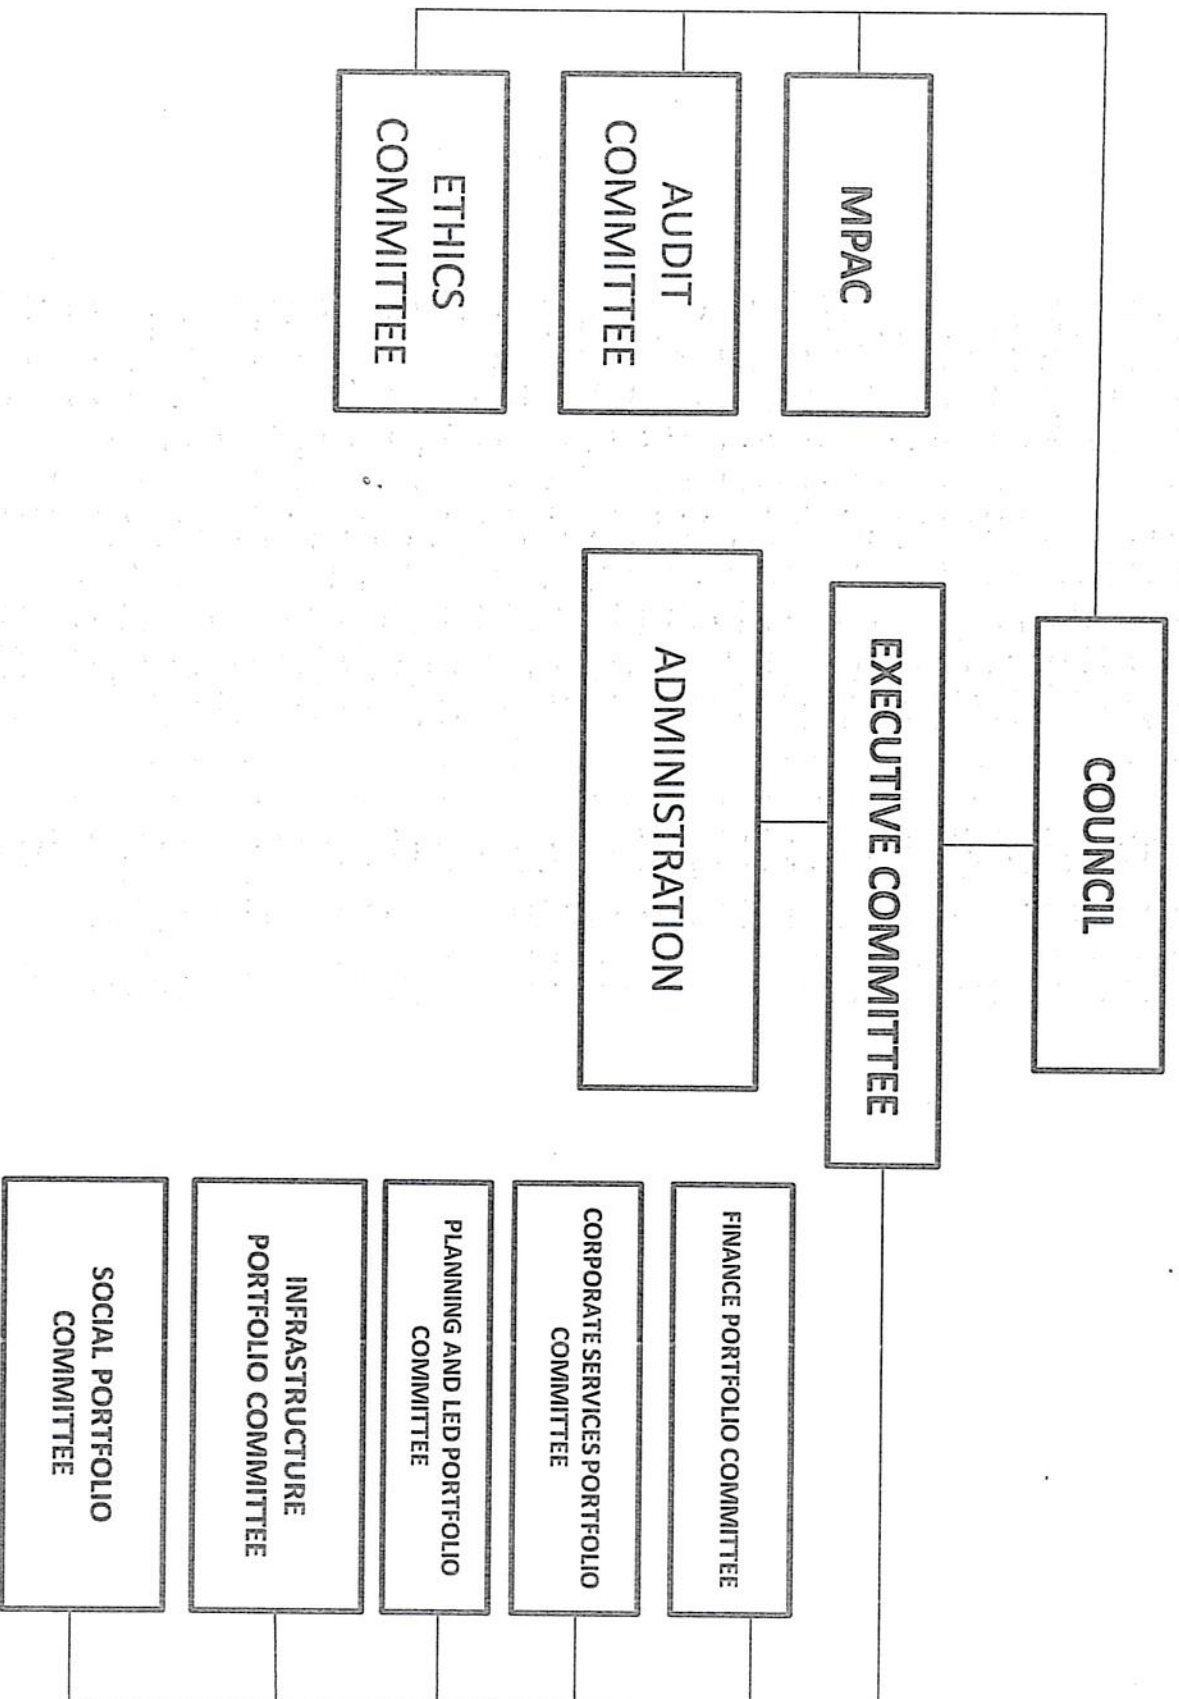 COUNCIL
EXECUTIVE COMMITTEE
ADMINISTRATION
MPAC
AUDIT
COMMITTEE
ETHICS
COMMITTEE
FINANCE PORTFOLIO COMMITTEE
CORPORATE SERVICES PORTFOLIO
COMMITTEE
PLANNING AND LED PORTFOLIO
COMMITTEE
INFRASTRUCTURE
PORTFOLIO COMMITTEE
SOCIAL PORTFOLIO
COMMITTEE